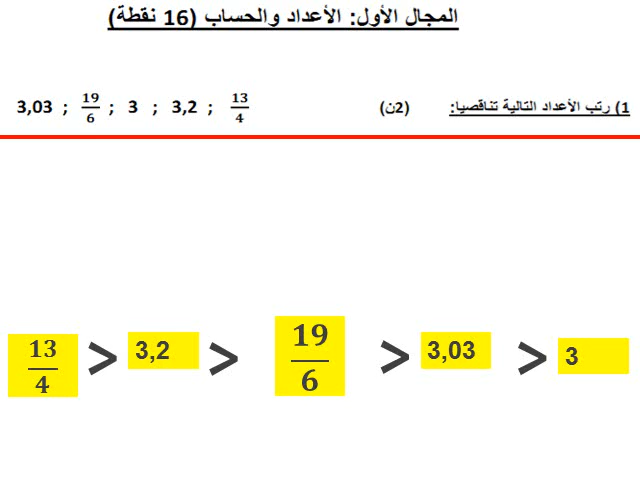 المجال الأول: الأعداد والحساب (16 نقطة)
1) رتب الأعداد التالية تناقصيا: (2ن) 3,03 ; 19/6 ; 3 ; 3,2 ; 13/4
13/4 > 3,2 > 19/6 > 3,03 > 3